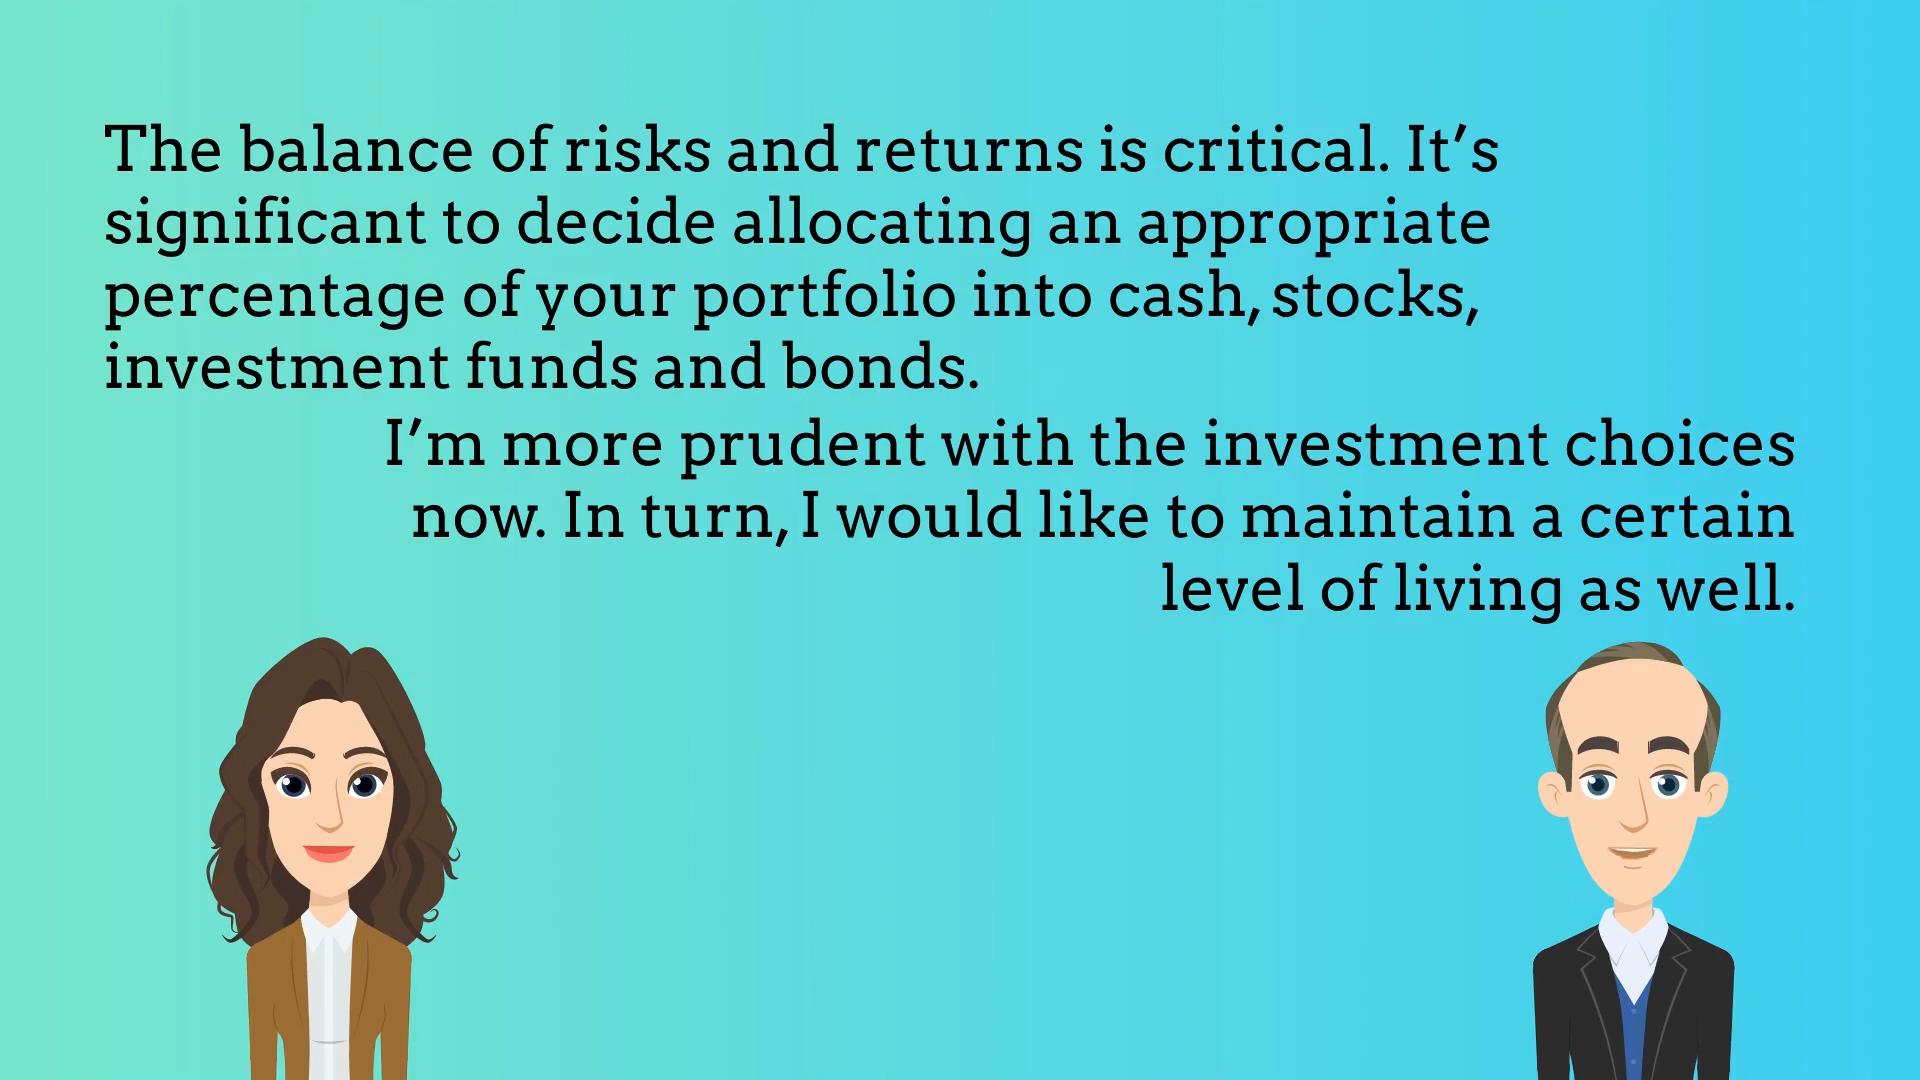 The balance of risks and returns is critical. It’s
significant to decide allocating an appropriate
percentage of your portfolio into cash, stocks,
investment funds and bonds.
I’m more prudent with the investment choices
now. In turn, I would like to maintain a certain
level of living as well.